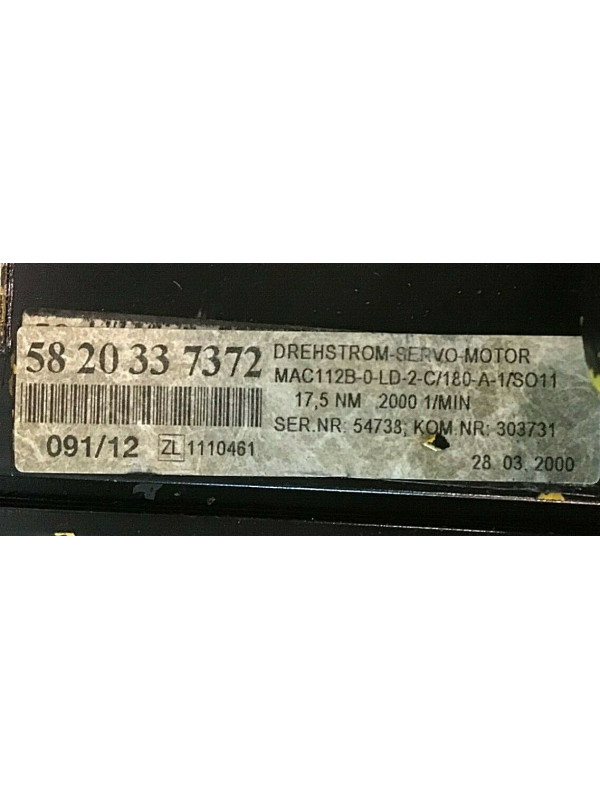 58 20 33 7372
091/12 ZL 1110461
DREHSTROM-SERVO-MOTOR
MAC112B-0-LD-2-C/180-A-1/SO11
17,5 NM 2000 1/MIN
SER.NR: 54738, KOM.NR: 303731
28. 03. 2000